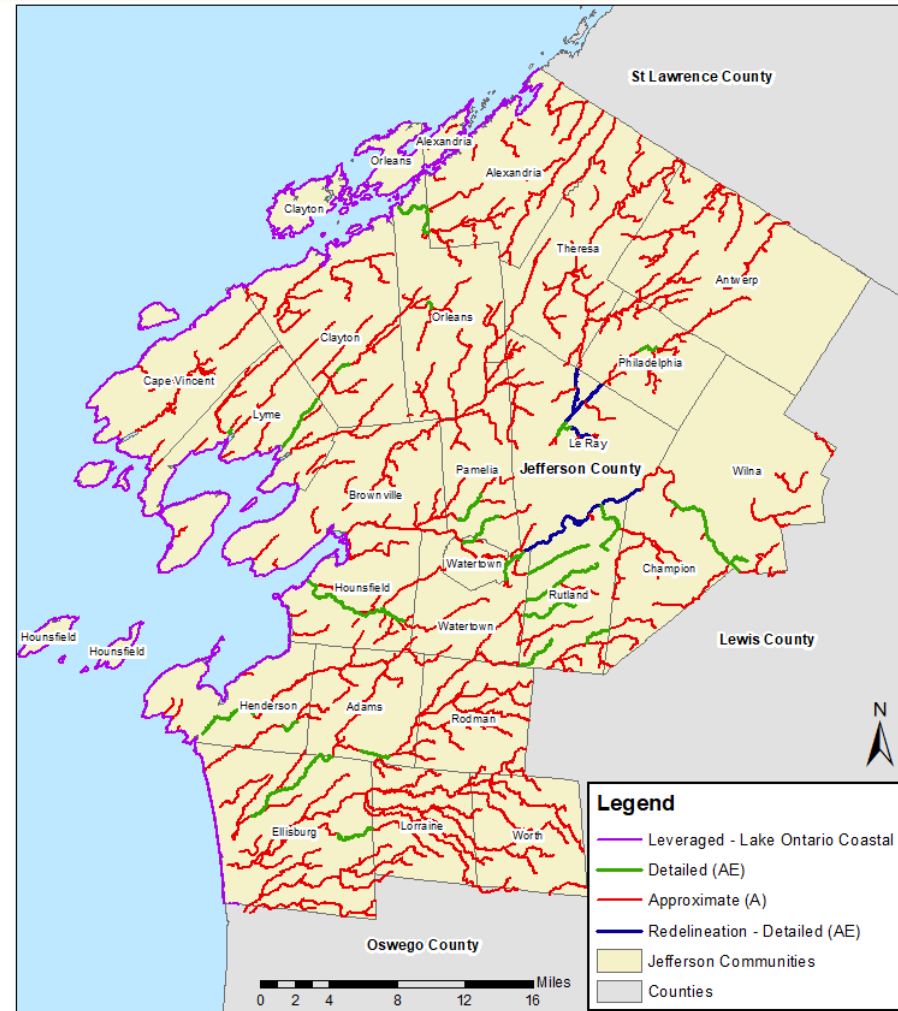 St Lawrence County
Alexandria
Orleans
Alexandria
Clayton
Theresa
Antwerp
Orleans
Clayton
Philadelphia
Cape Vincent
Lyme
Le Ray
Jefferson County
Pamelia
Wilna
Brownville
Watertown
Champion
Hounsfield
Rutland
Watertown
Hounsfield
Hounsfield
Lewis County
Henderson
Adams
Rodman
N
Ellisburg
Lorraine
Worth
Legend
Leveraged - Lake Ontario Coastal
Detailed (AE)
Approximate (A)
Redelineation - Detailed (AE)
Jefferson Communities
Counties
Oswego County
Miles
0 2 4 8 12 16